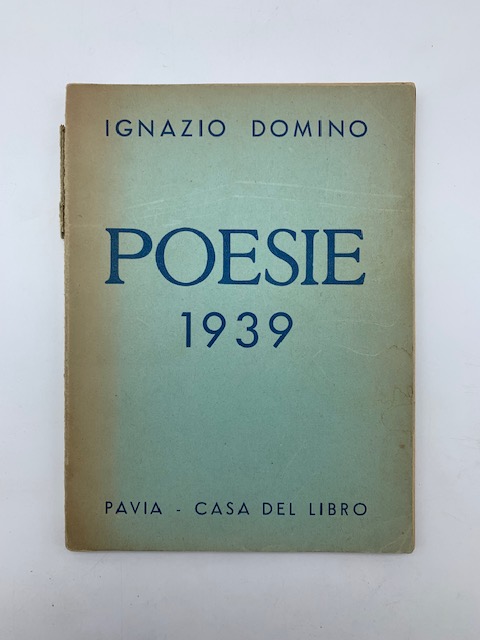 IGNAZIO DOMINO
POESIE
1939
PAVIA - CASA DEL LIBRO